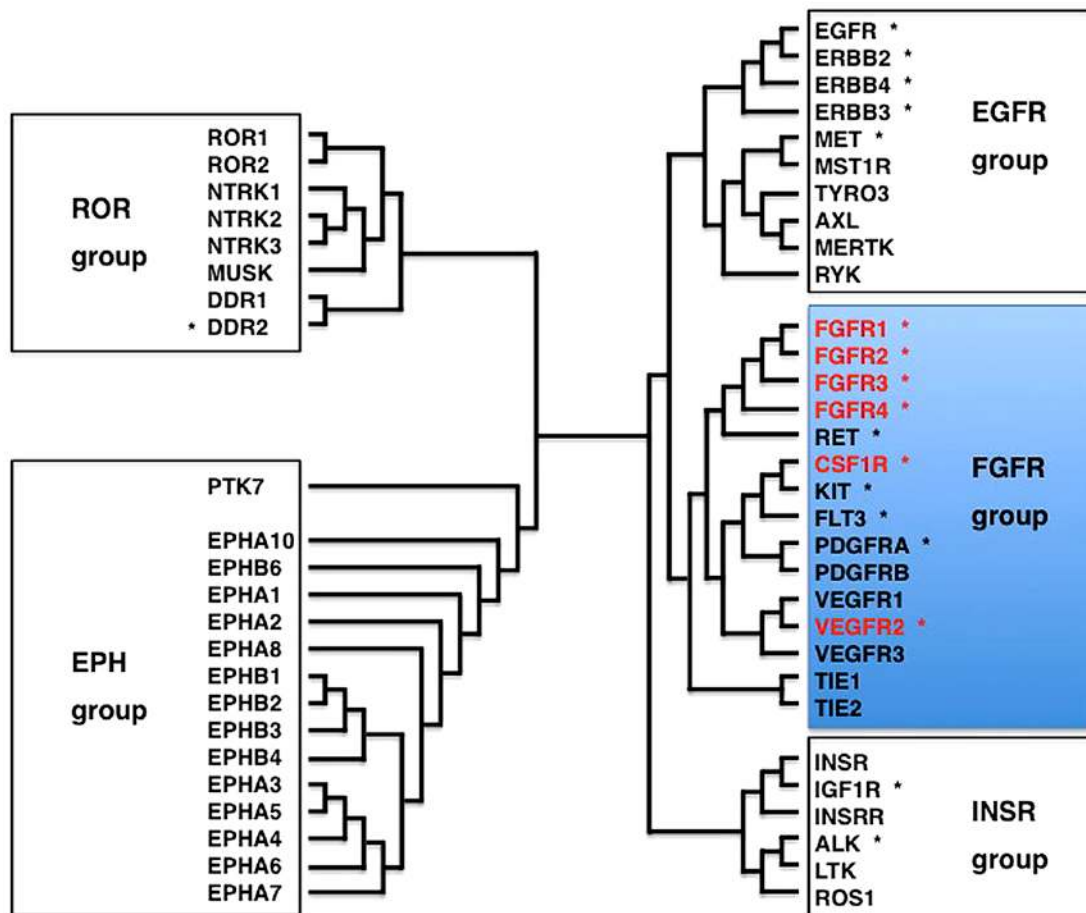 ROR1
ROR2
NTRK1
NTRK2
NTRK3
MUSK
DDR1
* DDR2
ROR
group
PTK7
EPHA10
EPHB6
EPHA1
EPHA2
EPHA8
EPHB1
EPHB2
EPHB3
EPHB4
EPHA3
EPHA5
EPHA4
EPHA6
EPHA7
EPH
group
EGFR *
ERBB2 *
ERBB4 *
ERBB3 *
MET *
MST1R
TYRO3
AXL
MERTK
RYK
EGFR
group
FGFR1 *
FGFR2 *
FGFR3 *
FGFR4 *
RET *
CSF1R *
KIT *
FLT3 *
PDGFRA *
PDGFRB
VEGFR1
VEGFR2 *
VEGFR3
TIE1
TIE2
FGFR
group
INSR
IGF1R *
INSRR
ALK *
LTK
ROS1
INSR
group